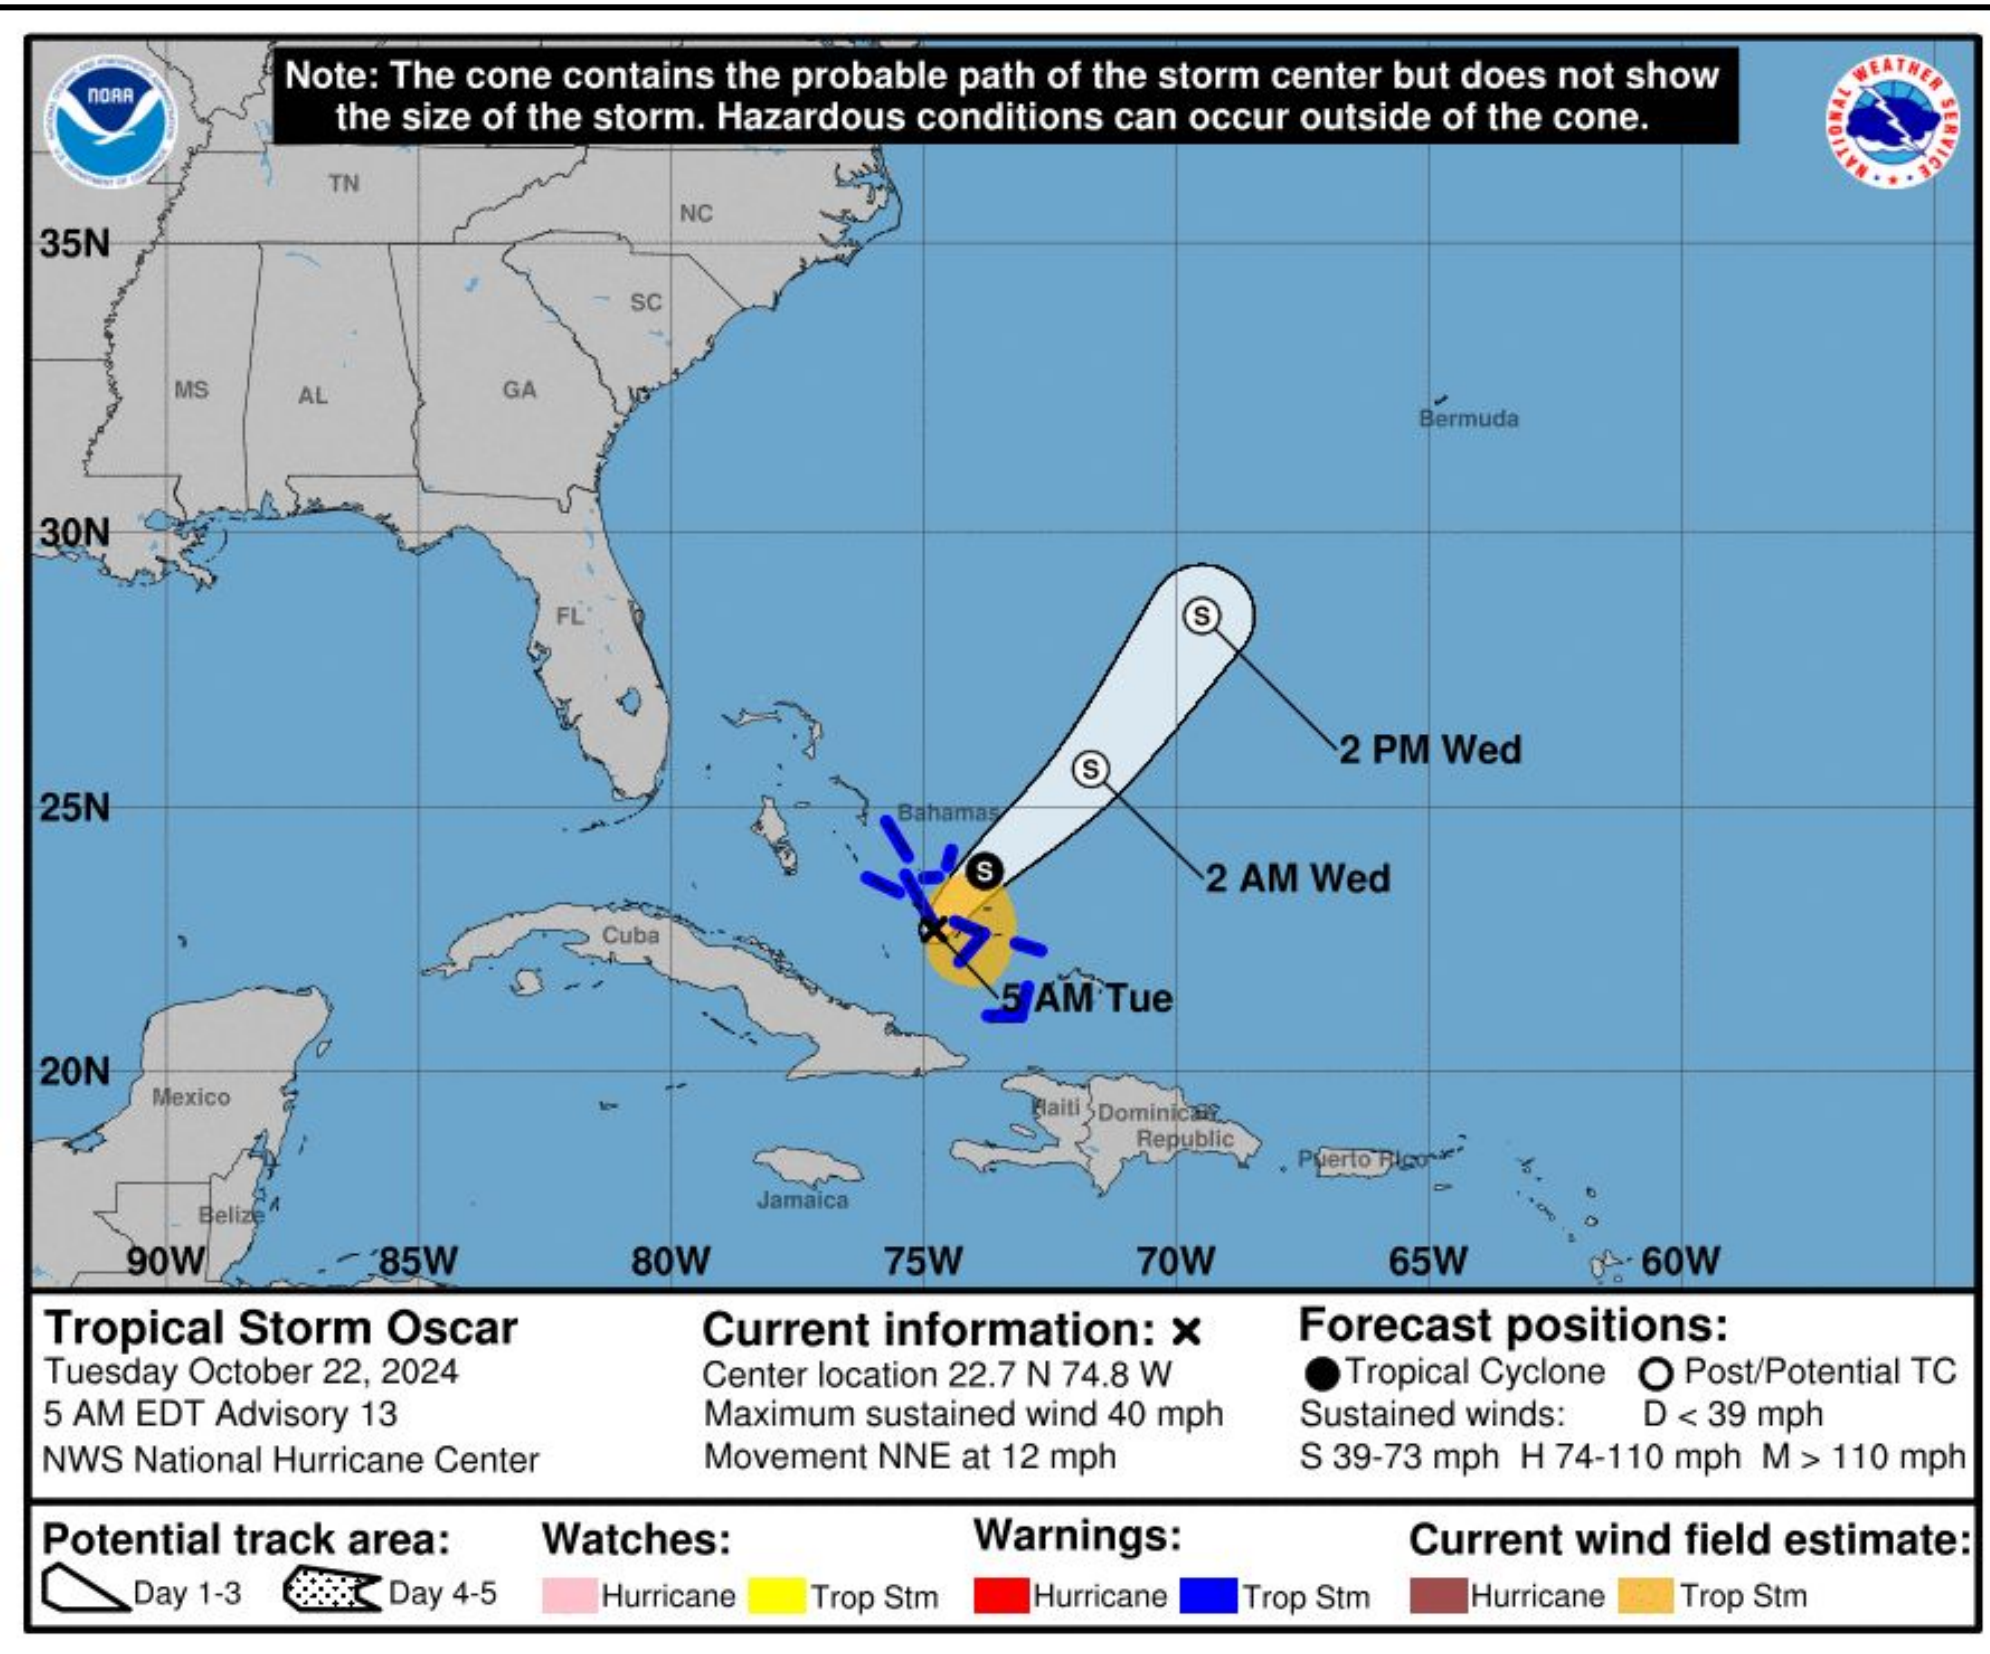 Note: The cone contains the probable path of the storm center but does not show
the size of the storm. Hazardous conditions can occur outside of the cone.
NOAA
NATIONAL WEATHER SERVICE
TN
NC
35N
SC
MS
AL
GA
Bermuda
30N
FL
S
2 PM Wed
S
25N
Bahamas
S
2 AM Wed
Cuba
5 AM Tue
20N
Mexico
Haiti
Dominican
Republic
Puerto Rico
Jamaica
Belize
90W
85W
80W
75W
70W
65W
60W
Tropical Storm Oscar
Tuesday October 22, 2024
5 AM EDT Advisory 13
NWS National Hurricane Center
Current information: x
Center location 22.7 N 74.8 W
Maximum sustained wind 40 mph
Movement NNE at 12 mph
Forecast positions:
Tropical Cyclone Post/Potential TC
Sustained winds: D < 39 mph
S 39-73 mph H 74-110 mph M > 110 mph
Potential track area:
Day 1-3 Day 4-5
Watches:
Hurricane Trop Stm
Warnings:
Hurricane Trop Stm
Current wind field estimate:
Hurricane Trop Stm